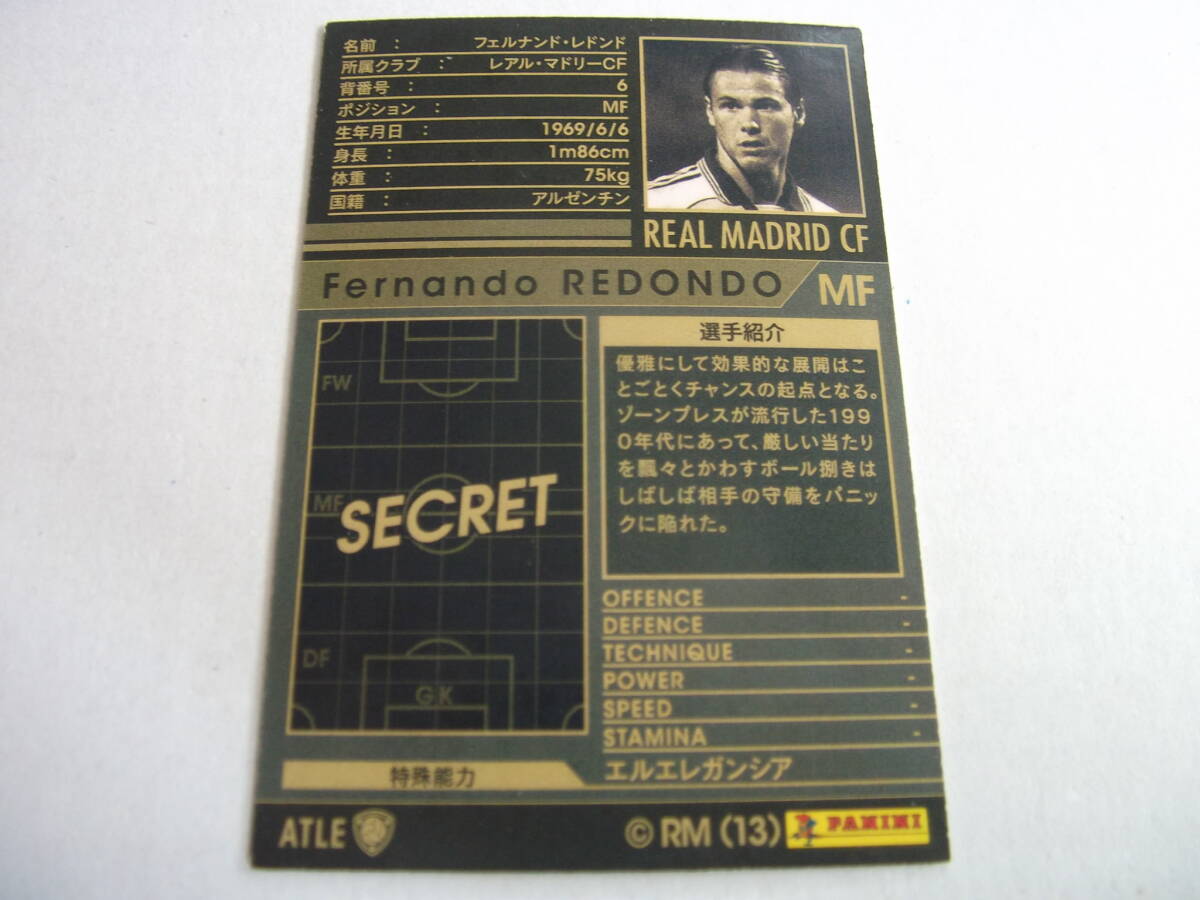 名前 : フェルナンド・レドンド
所属クラブ : レアル・マドリーCF
背番号 : 6
ポジション : MF
生年月日 : 1969/6/6
身長 : 1m86cm
体重 : 75kg
国籍 : アルゼンチン
REAL MADRID CF
Fernando REDONDO MF
FW
MF
SECRET
DF
GK
選手紹介
優雅にして効果的な展開はこ
とごとくチャンスの起点となる。
ゾーンプレスが流行した199
0年代にあって、厳しい当たり
を飄々とかわすボール捌きは
しばしば相手の守備をパニッ
クに陥れた。
OFFENCE -
DEFENCE -
TECHNIQUE -
POWER -
SPEED -
STAMINA -
特殊能力 エルエレガンシア
ATLE
© RM (13) PANINI